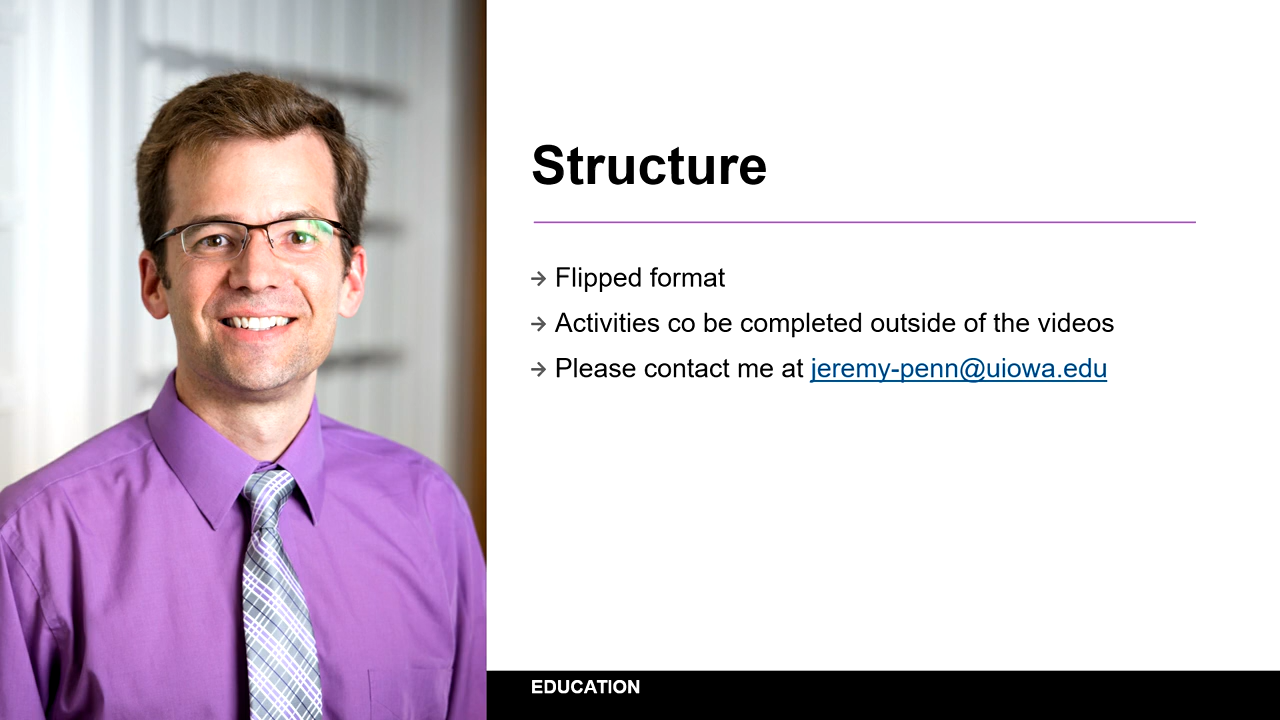 Structure
→ Flipped format
→ Activities co be completed outside of the videos
→ Please contact me at jeremy-penn@uiowa.edu
EDUCATION